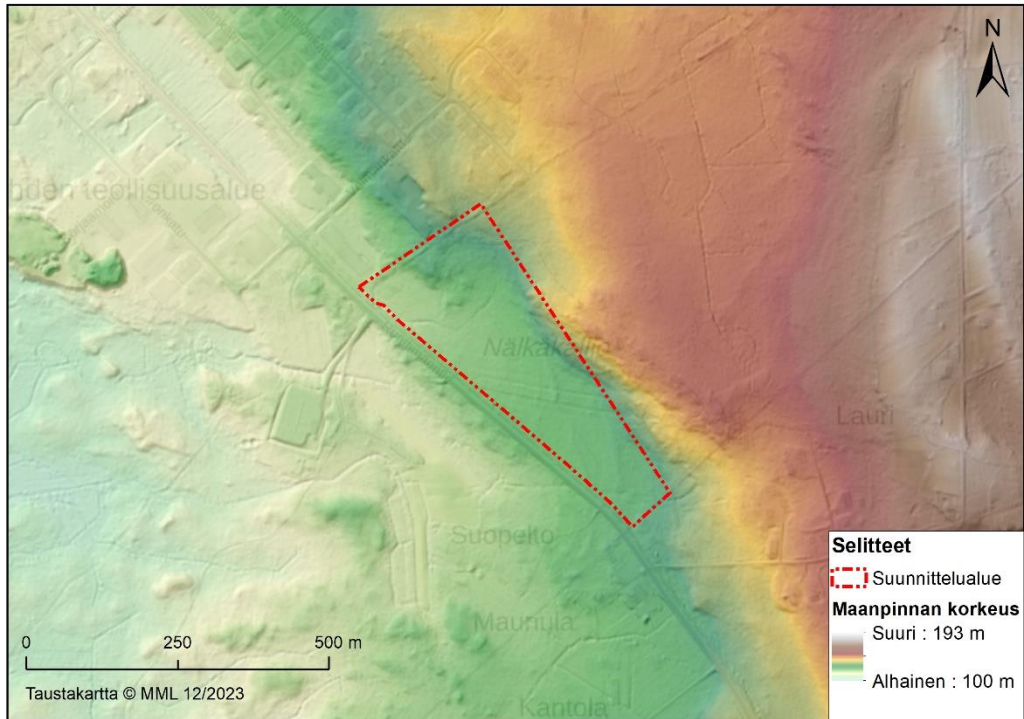 N
hden teollisuusalue
Nälkäkallio
Lauri
Suopelto
Maunula
Kantola
0 250 500 m
Taustakartta © MML 12/2023
Selitteet
Suunnittelualue
Maanpinnan korkeus
Suuri : 193 m
Alhainen : 100 m